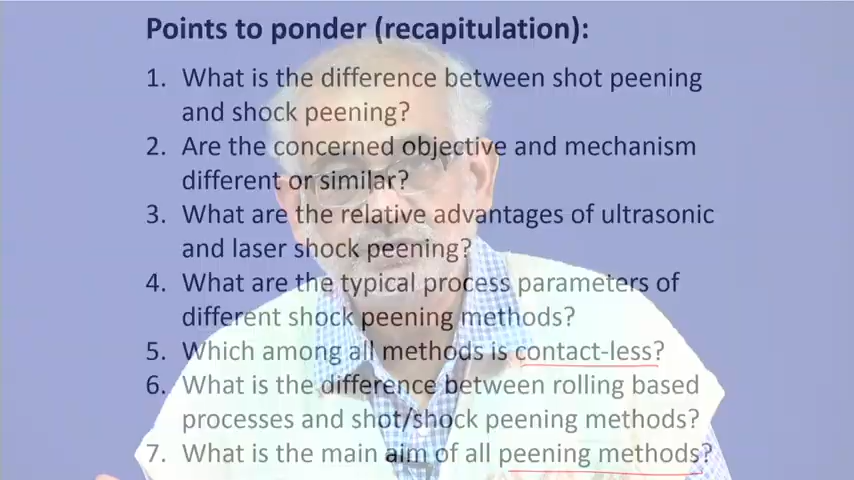 Points to ponder (recapitulation):
1. What is the difference between shot peening
and shock peening?
2. Are the concerned objective and mechanism
different or similar?
3. What are the relative advantages of ultrasonic
and laser shock peening?
4. What are the typical process parameters of
different shock peening methods?
5. Which among all methods is contact-less?
6. What is the difference between rolling based
processes and shot/shock peening methods?
7. What is the main aim of all peening methods?